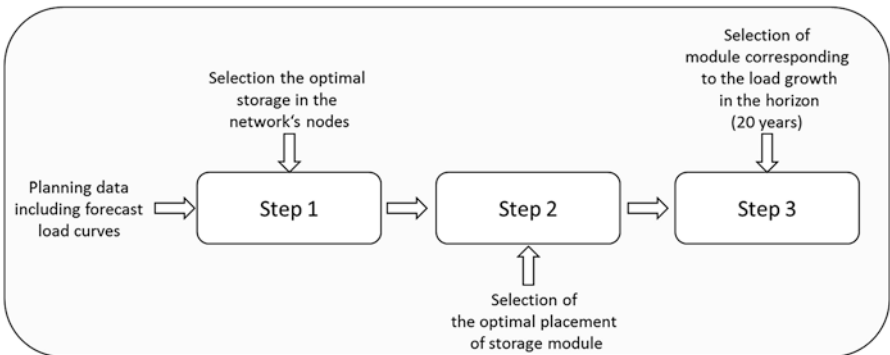 Selection the optimal
storage in the
network's nodes
Selection of
module corresponding
to the load growth
in the horizon
(20 years)
Planning data
including forecast
load curves
Step 1
Step 2
Step 3
Selection of
the optimal placement
of storage module